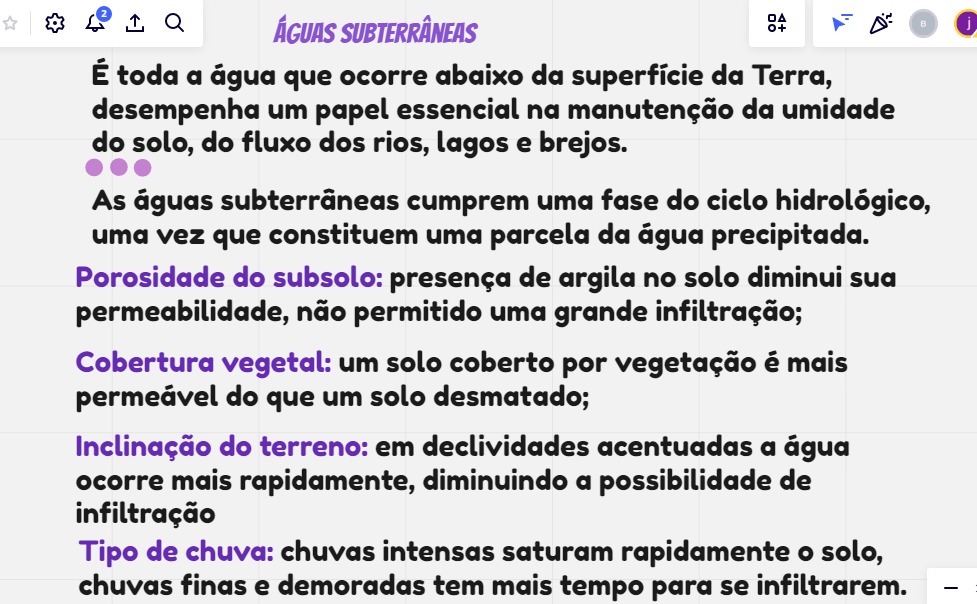 2
ÁGUAS SUBTERRÂNEAS
B
j
É toda a água que ocorre abaixo da superfície da Terra,
desempenha um papel essencial na manutenção da umidade
do solo, do fluxo dos rios, lagos e brejos.
As águas subterrâneas cumprem uma fase do ciclo hidrológico,
uma vez que constituem uma parcela da água precipitada.
Porosidade do subsolo: presença de argila no solo diminui sua
permeabilidade, não permitido uma grande infiltração;
Cobertura vegetal: um solo coberto por vegetação é mais
permeável do que um solo desmatado;
Inclinação do terreno: em declividades acentuadas a água
ocorre mais rapidamente, diminuindo a possibilidade de
infiltração
Tipo de chuva: chuvas intensas saturam rapidamente o solo,
chuvas finas e demoradas tem mais tempo para se infiltrarem.